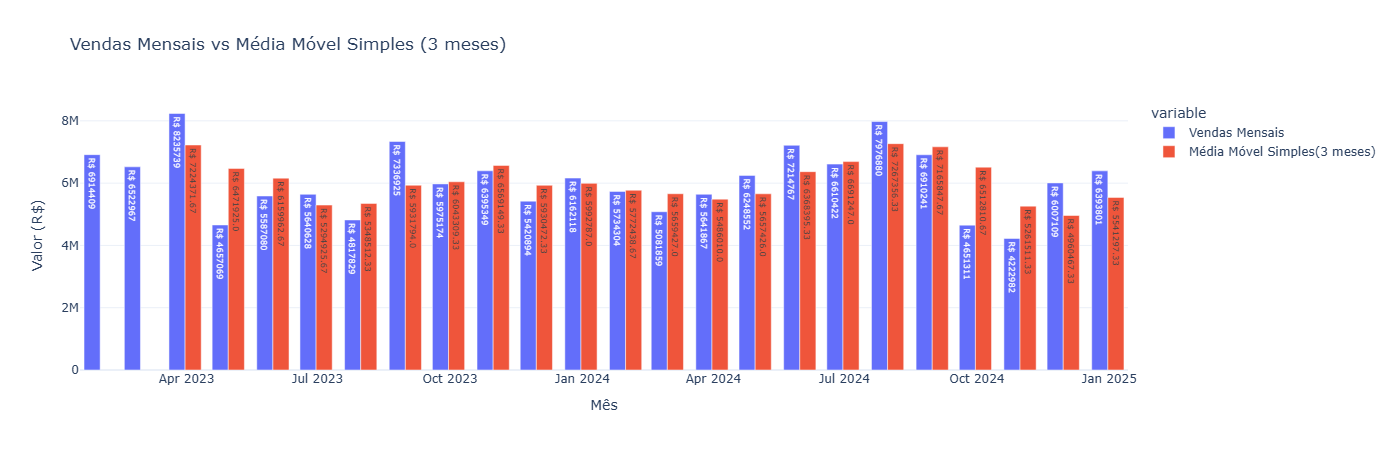 Vendas Mensais vs Média Móvel Simples (3 meses)
variable
Vendas Mensais
Média Móvel Simples(3 meses)
Valor (R$)
8M
6M
4M
2M
0
R$ 6914409
R$ 6522967
R$ 8235739
R$ 7224371.67
R$ 4657069
R$ 6471925.0
R$ 5587080
R$ 6159962.67
R$ 5640628
R$ 5294925.67
R$ 4817829
R$ 5348512.33
R$ 7336925
R$ 5931794.0
R$ 5975174
R$ 6043309.33
R$ 6395349
R$ 6569149.33
R$ 5420894
R$ 5930472.33
R$ 6162118
R$ 5992787.0
R$ 5734304
R$ 5772438.67
R$ 5081859
R$ 5659427.0
R$ 5641867
R$ 5486010.0
R$ 6248552
R$ 5657426.0
R$ 7214767
R$ 6368395.33
R$ 6610422
R$ 6691247.0
R$ 7976880
R$ 7267356.33
R$ 6910241
R$ 7165847.67
R$ 4651311
R$ 6512810.67
R$ 4222982
R$ 5261511.33
R$ 6007109
R$ 4960467.33
R$ 6393801
R$ 5541297.33
Apr 2023
Jul 2023
Oct 2023
Jan 2024
Apr 2024
Jul 2024
Oct 2024
Jan 2025
Mês